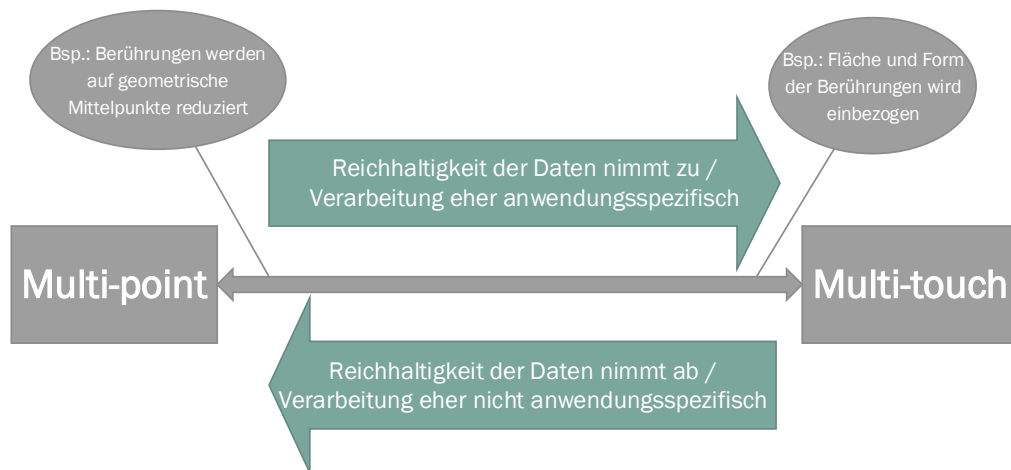 Bsp.: Berührungen werden
auf geometrische
Mittelpunkte reduziert
Bsp.: Fläche und Form
der Berührungen wird
einbezogen
Reichhaltigkeit der Daten nimmt zu /
Verarbeitung eher anwendungsspezifisch
Multi-point
Multi-touch
Reichhaltigkeit der Daten nimmt ab /
Verarbeitung eher nicht anwendungsspezifisch